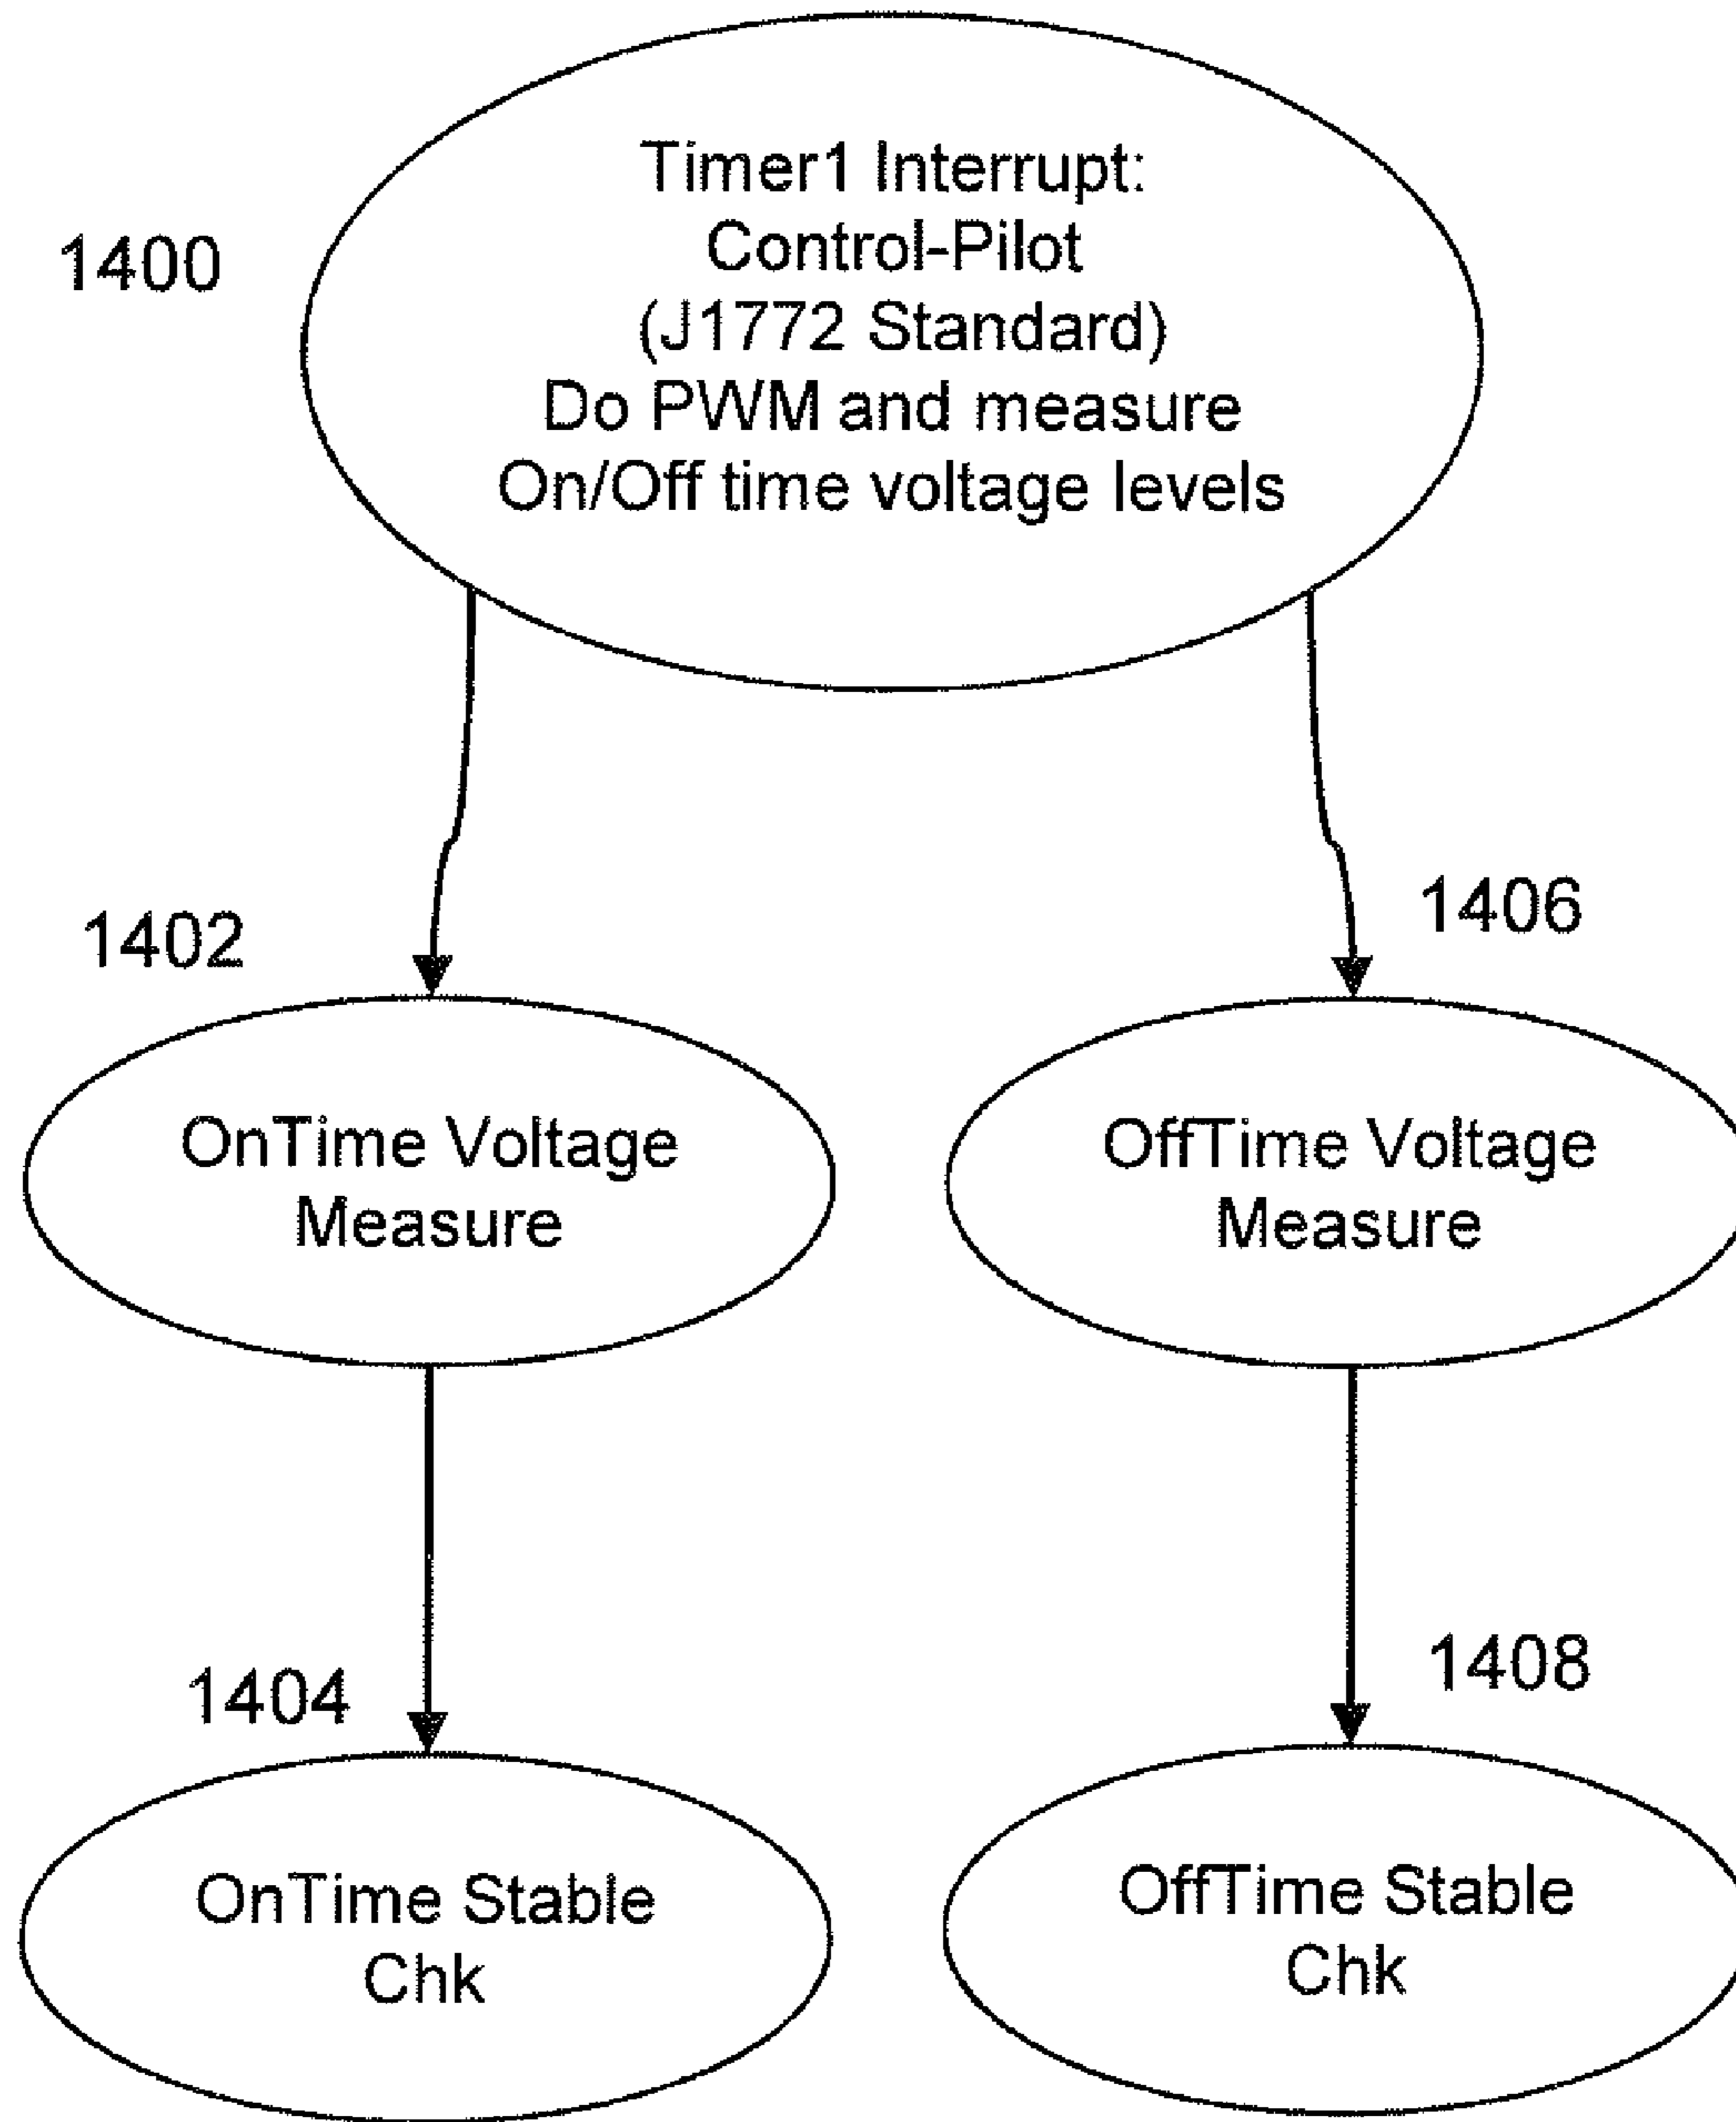 1400
Timer1 Interrupt:
Control-Pilot
(J1772 Standard)
Do PWM and measure
On/Off time voltage levels
1402
1406
OnTime Voltage
Measure
OffTime Voltage
Measure
1404
1408
OnTime Stable
Chk
OffTime Stable
Chk